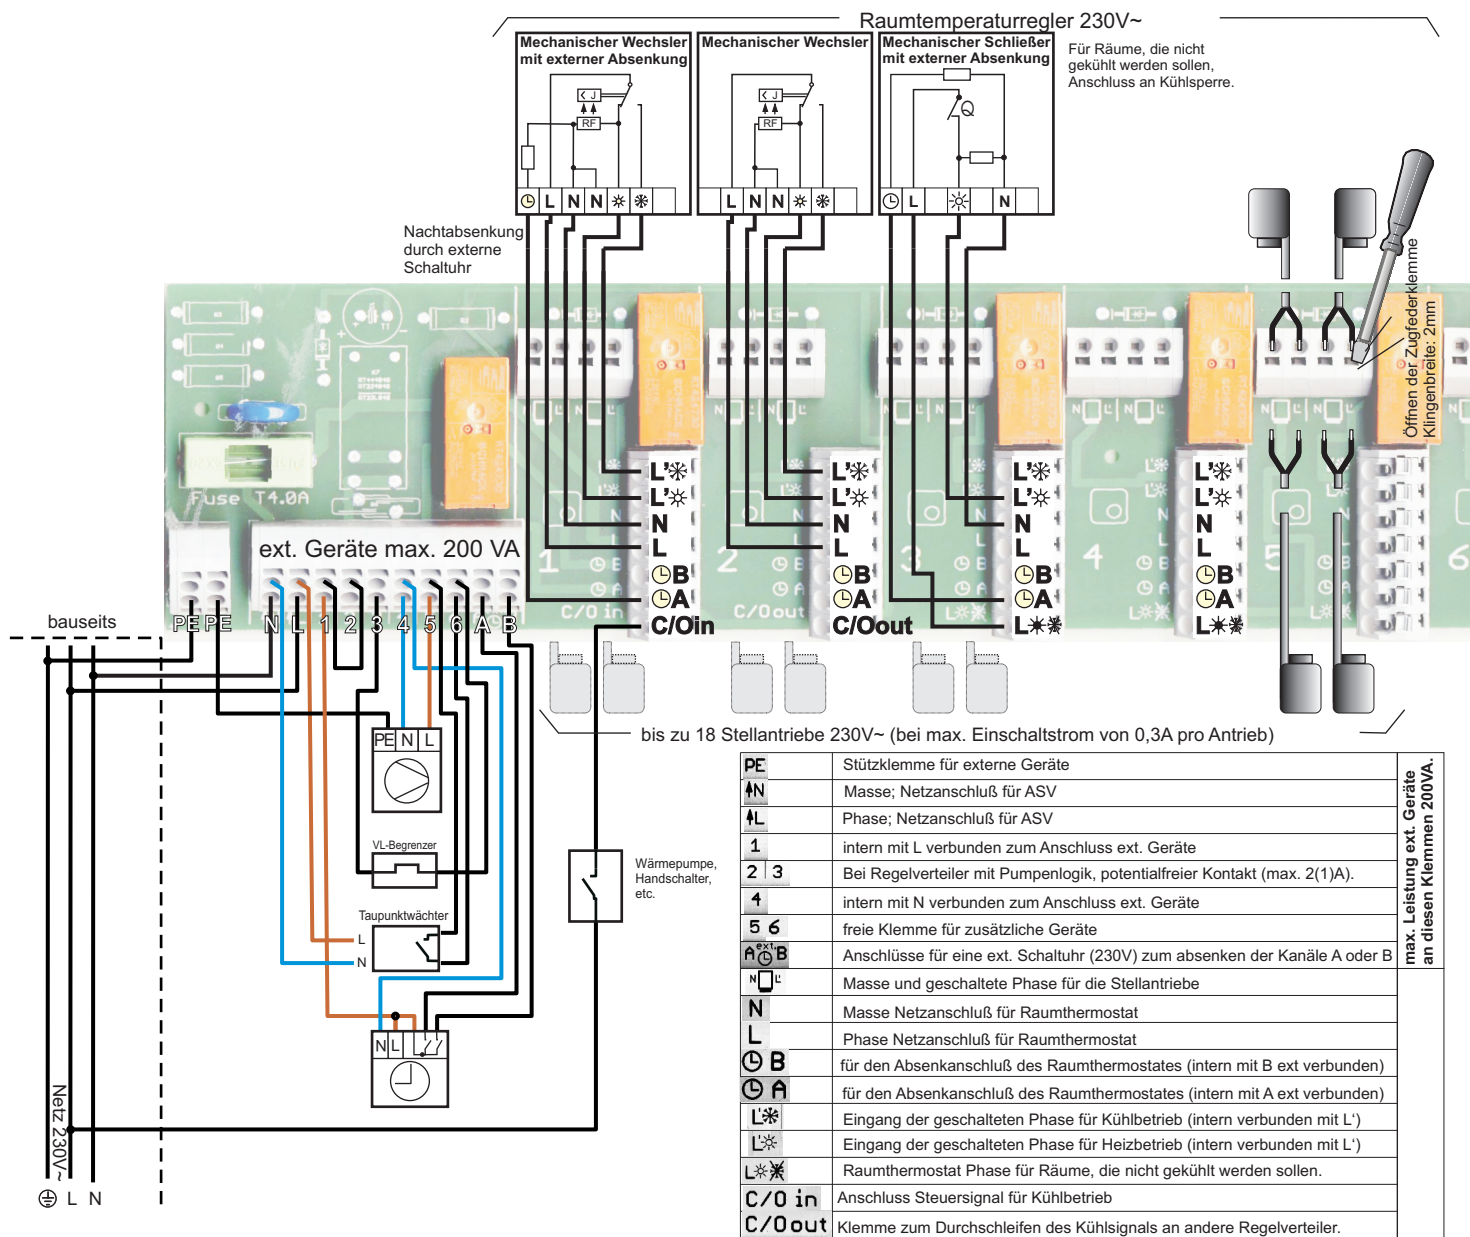 Raumtemperaturregler 230V~
Mechanischer Wechsler
mit externer Absenkung
Mechanischer Wechsler
Mechanischer Schließer
mit externer Absenkung
Für Räume, die nicht
gekühlt werden sollen,
Anschluss an Kühlsperre.
RF
RF
L N N
L N N
L N
Nachtabsenkung
durch externe
Schaltuhr
Öffnen der Zugfederklemme
Klingenbreite: 2mm
Fuse T4.0A
ext. Geräte max. 200 VA
1 2 3 4 5 6
L'
L'
N
L
B
A
C/Oin
L'
L'
N
L
B
A
C/Oout
L'
L'
N
L
B
A
L
L'
L'
N
L
B
A
L
C/O in
C/O out
bauseits
PE PE N L 1 2 3 4 5 6 A B
PE N L
VL-Begrenzer
Taupunktwächter
L
N
N L
Wärmepumpe,
Handschalter,
etc.
Netz 230V~
L N
bis zu 18 Stellantriebe 230V~ (bei max. Einschaltstrom von 0,3A pro Antrieb)
PE Stützklemme für externe Geräte
N Masse; Netzanschluß für ASV
L Phase; Netzanschluß für ASV
1 intern mit L verbunden zum Anschluss ext. Geräte
2 3 Bei Regelverteiler mit Pumpenlogik, potentialfreier Kontakt (max. 2(1)A).
4 intern mit N verbunden zum Anschluss ext. Geräte
5 6 freie Klemme für zusätzliche Geräte
A ext. B Anschlüsse für eine ext. Schaltuhr (230V) zum absenken der Kanäle A oder B
N L' Masse und geschaltete Phase für die Stellantriebe
N Masse Netzanschluß für Raumthermostat
L Phase Netzanschluß für Raumthermostat
B für den Absenkanschluß des Raumthermostates (intern mit B ext verbunden)
A für den Absenkanschluß des Raumthermostates (intern mit A ext verbunden)
L' Eingang der geschalteten Phase für Kühlbetrieb (intern verbunden mit L‘)
L' Eingang der geschalteten Phase für Heizbetrieb (intern verbunden mit L‘)
L Raumthermostat Phase für Räume, die nicht gekühlt werden sollen.
C/O in Anschluss Steuersignal für Kühlbetrieb
C/O out Klemme zum Durchschleifen des Kühlsignals an andere Regelverteiler.
max. Leistung ext. Geräte
an diesen Klemmen 200VA.